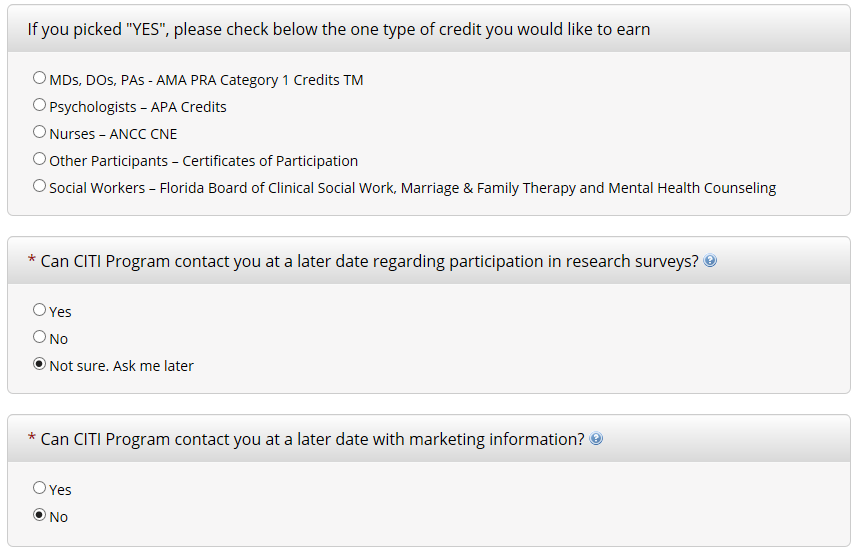 If you picked "YES", please check below the one type of credit you would like to earn
MDs, DOs, PAs - AMA PRA Category 1 Credits TM
Psychologists – APA Credits
Nurses – ANCC CNE
Other Participants – Certificates of Participation
Social Workers – Florida Board of Clinical Social Work, Marriage & Family Therapy and Mental Health Counseling
* Can CITI Program contact you at a later date regarding participation in research surveys? ?
Yes
No
Not sure. Ask me later
* Can CITI Program contact you at a later date with marketing information? ?
Yes
No